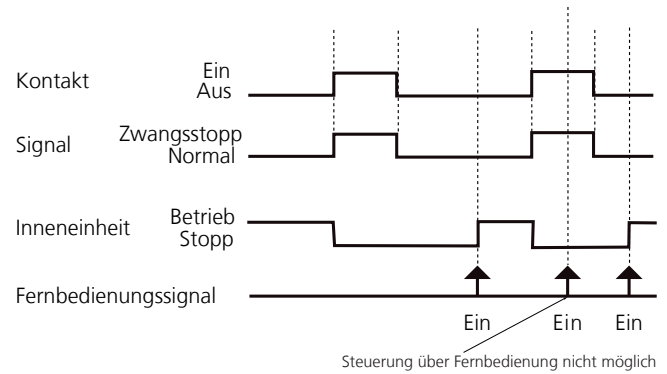 Kontakt
Ein
Aus
Signal
Zwangsstopp
Normal
Inneneinheit
Betrieb
Stopp
Fernbedienungssignal
Ein Ein Ein
Steuerung über Fernbedienung nicht möglich